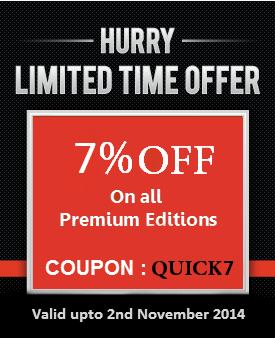 HURRY
LIMITED TIME OFFER
7% OFF
On all
Premium Editions
COUPON : QUICK7
Valid upto 2nd November 2014